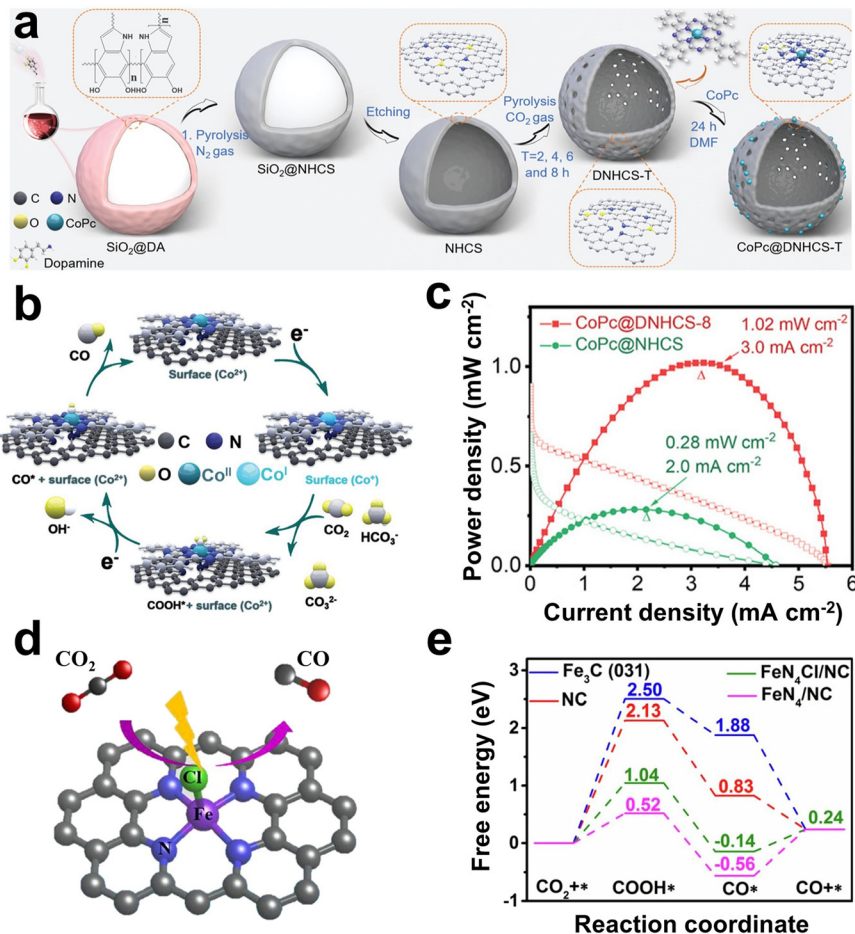 a
n
NH
NH
n
HO
OH
HO
OH
1. Pyrolysis
N2 gas
SiO2@NHCS
Etching
Pyrolysis
CO2 gas
T=2, 4, 6
and 8 h
DNHCS-T
CoPc
24 h
DMF
C N
O CoPc
Dopamine
SiO2@DA
NHCS
CoPc@DNHCS-T
b
CO
Surface (Co2+)
e-
CO* + surface (Co2+)
C N
O CoII CoI
Surface (Co+)
OH-
e-
CO2
HCO3-
COOH* + surface (Co2+)
CO32-
c
Power density (mW cm-2)
CoPc@DNHCS-8
CoPc@NHCS
1.02 mW cm-2
3.0 mA cm-2
0.28 mW cm-2
2.0 mA cm-2
Δ
Δ
1.0
0.5
0.0
0 1 2 3 4 5 6
Current density (mA cm-2)
d
CO2
CO
Cl
Fe
N
e
Free energy (eV)
Fe3C (031)
NC
FeN4Cl/NC
FeN4/NC
3
2
1
0
-1
2.50
2.13
1.88
1.04
0.83
0.52
0.24
-0.14
-0.56
CO2+* COOH* CO* CO+*
Reaction coordinate